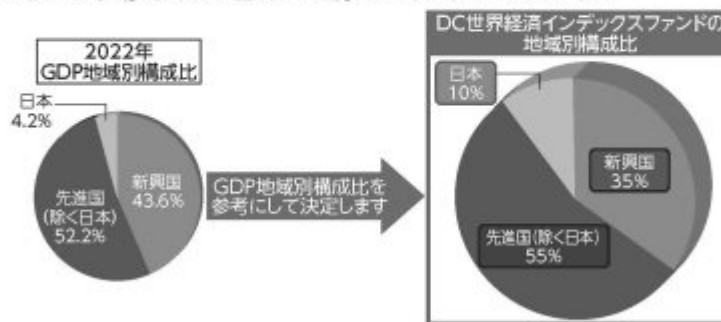 2022年
GDP地域別構成比
日本
4.2%
新興国
43.6%
先進国
(除く日本)
52.2%
GDP地域別構成比を
参考にして決定します
DC世界経済インデックスファンドの
地域別構成比
日本
10%
新興国
35%
先進国(除く日本)
55%